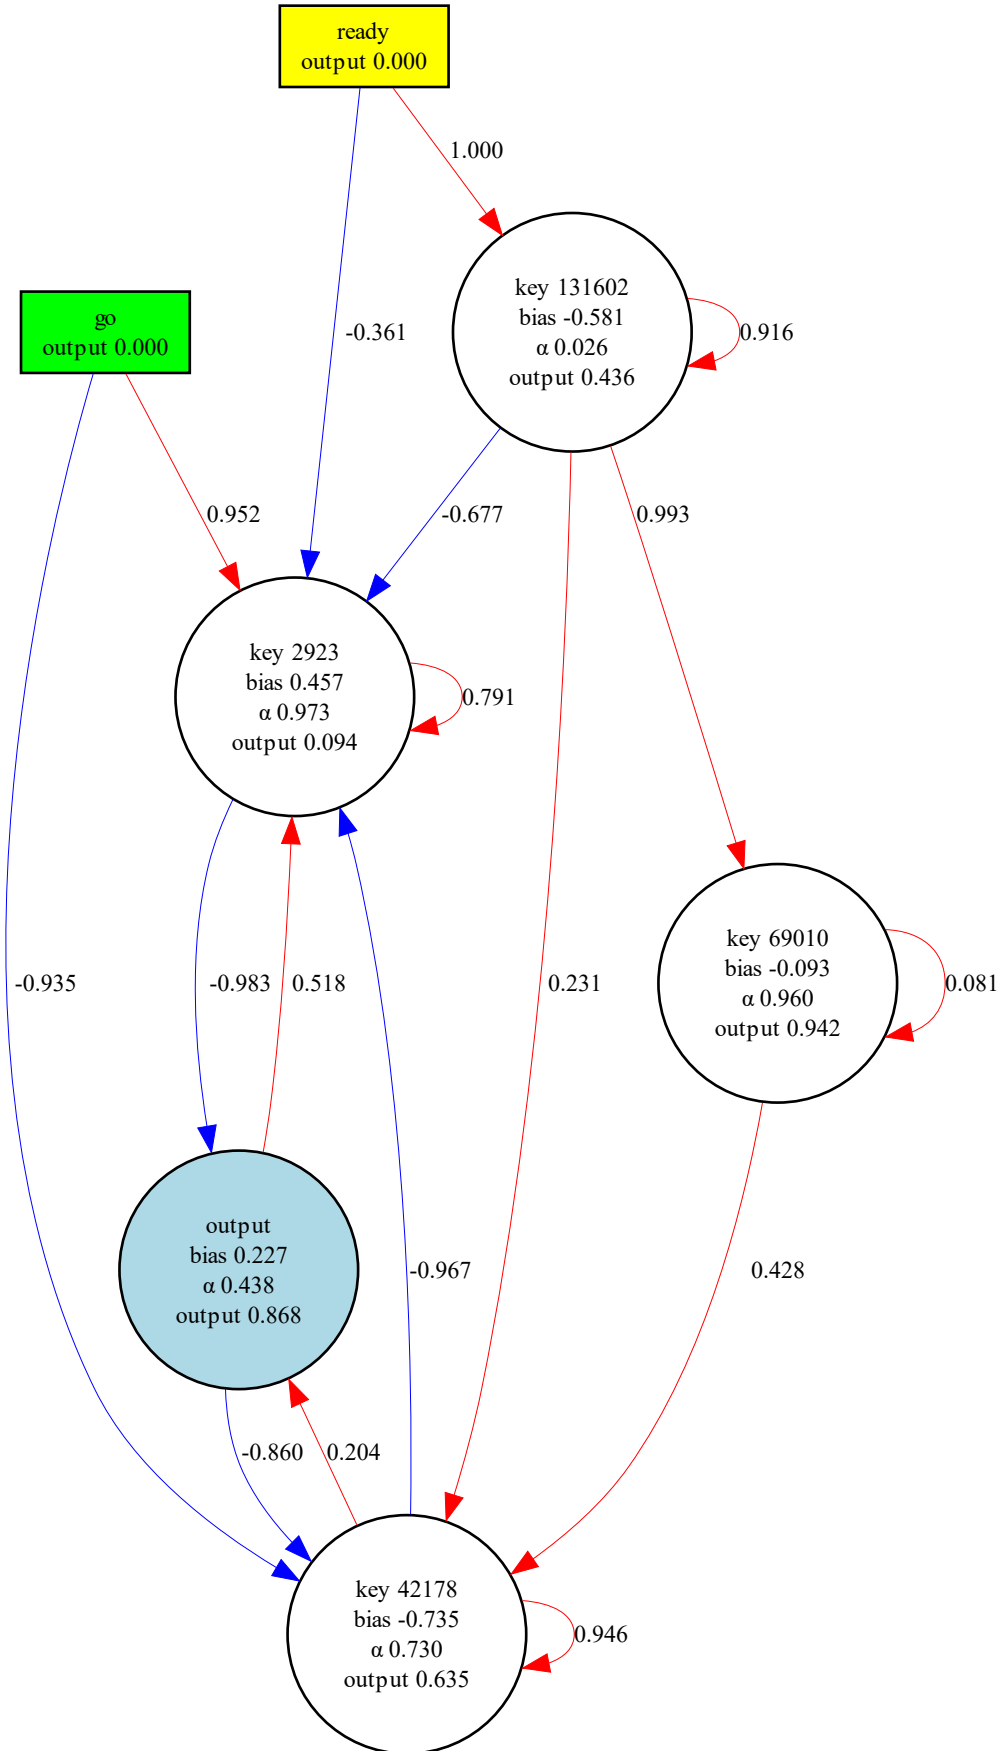 ready
output 0.000
1.000
key 131602
bias -0.581
α 0.026
output 0.436
0.916
go
output 0.000
-0.361
0.952
-0.677
0.993
key 2923
bias 0.457
α 0.973
output 0.094
0.791
key 69010
bias -0.093
α 0.960
output 0.942
0.081
-0.935
-0.983
0.518
0.231
output
bias 0.227
α 0.438
output 0.868
-0.967
0.428
-0.860
0.204
key 42178
bias -0.735
α 0.730
output 0.635
0.946